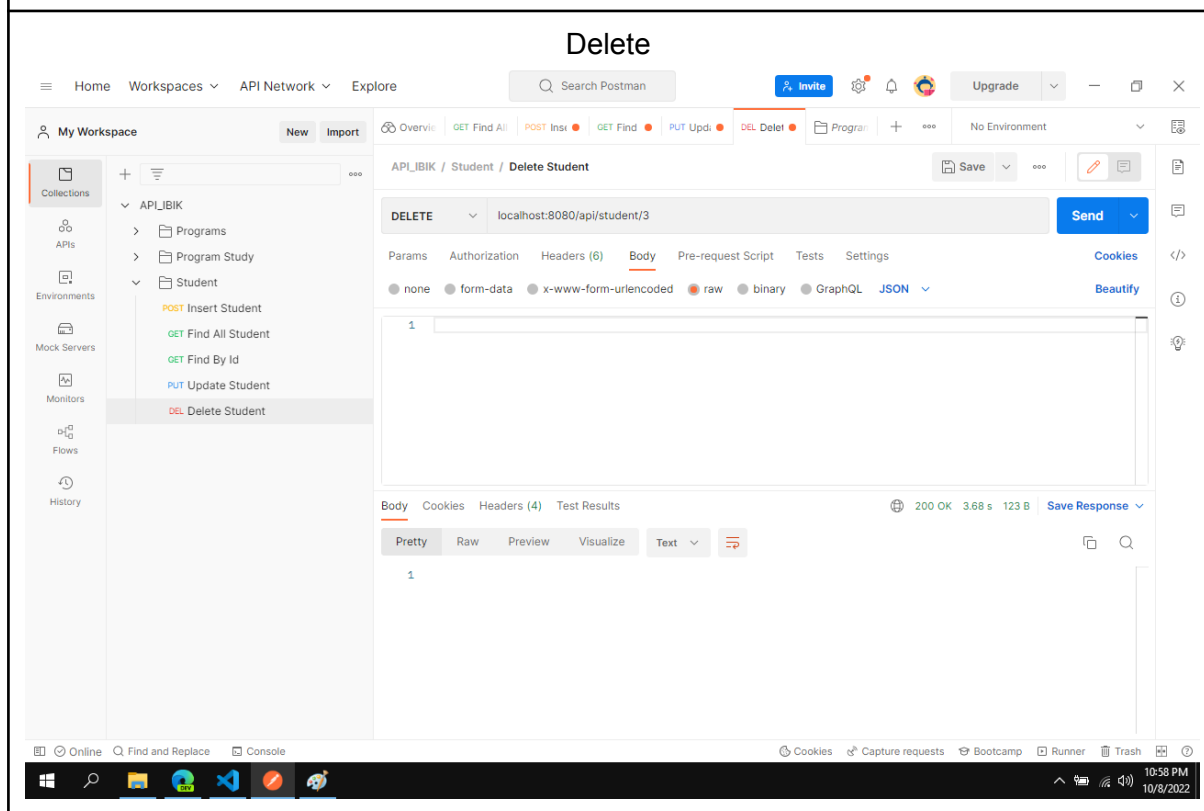 Delete
Home Workspaces API Network Explore Search Postman Invite Upgrade
My Workspace New Import Overvie GET Find All POST Inse GET Find PUT Upda DEL Delet Program No Environment
API_IBIK / Student / Delete Student Save
Collections
API_IBIK
DELETE localhost:8080/api/student/3 Send
Programs
APIs
Program Study
Params Authorization Headers (6) Body Pre-request Script Tests Settings Cookies
Student
none form-data x-www-form-urlencoded raw binary GraphQL JSON Beautify
Environments
POST Insert Student
1
GET Find All Student
Mock Servers
GET Find By Id
PUT Update Student
Monitors
DEL Delete Student
Flows
History
Body Cookies Headers (4) Test Results 200 OK 3.68 s 123 B Save Response
Pretty Raw Preview Visualize Text
1
Online Find and Replace Console Cookies Capture requests Bootcamp Runner Trash
DEV
10:58 PM
10/8/2022